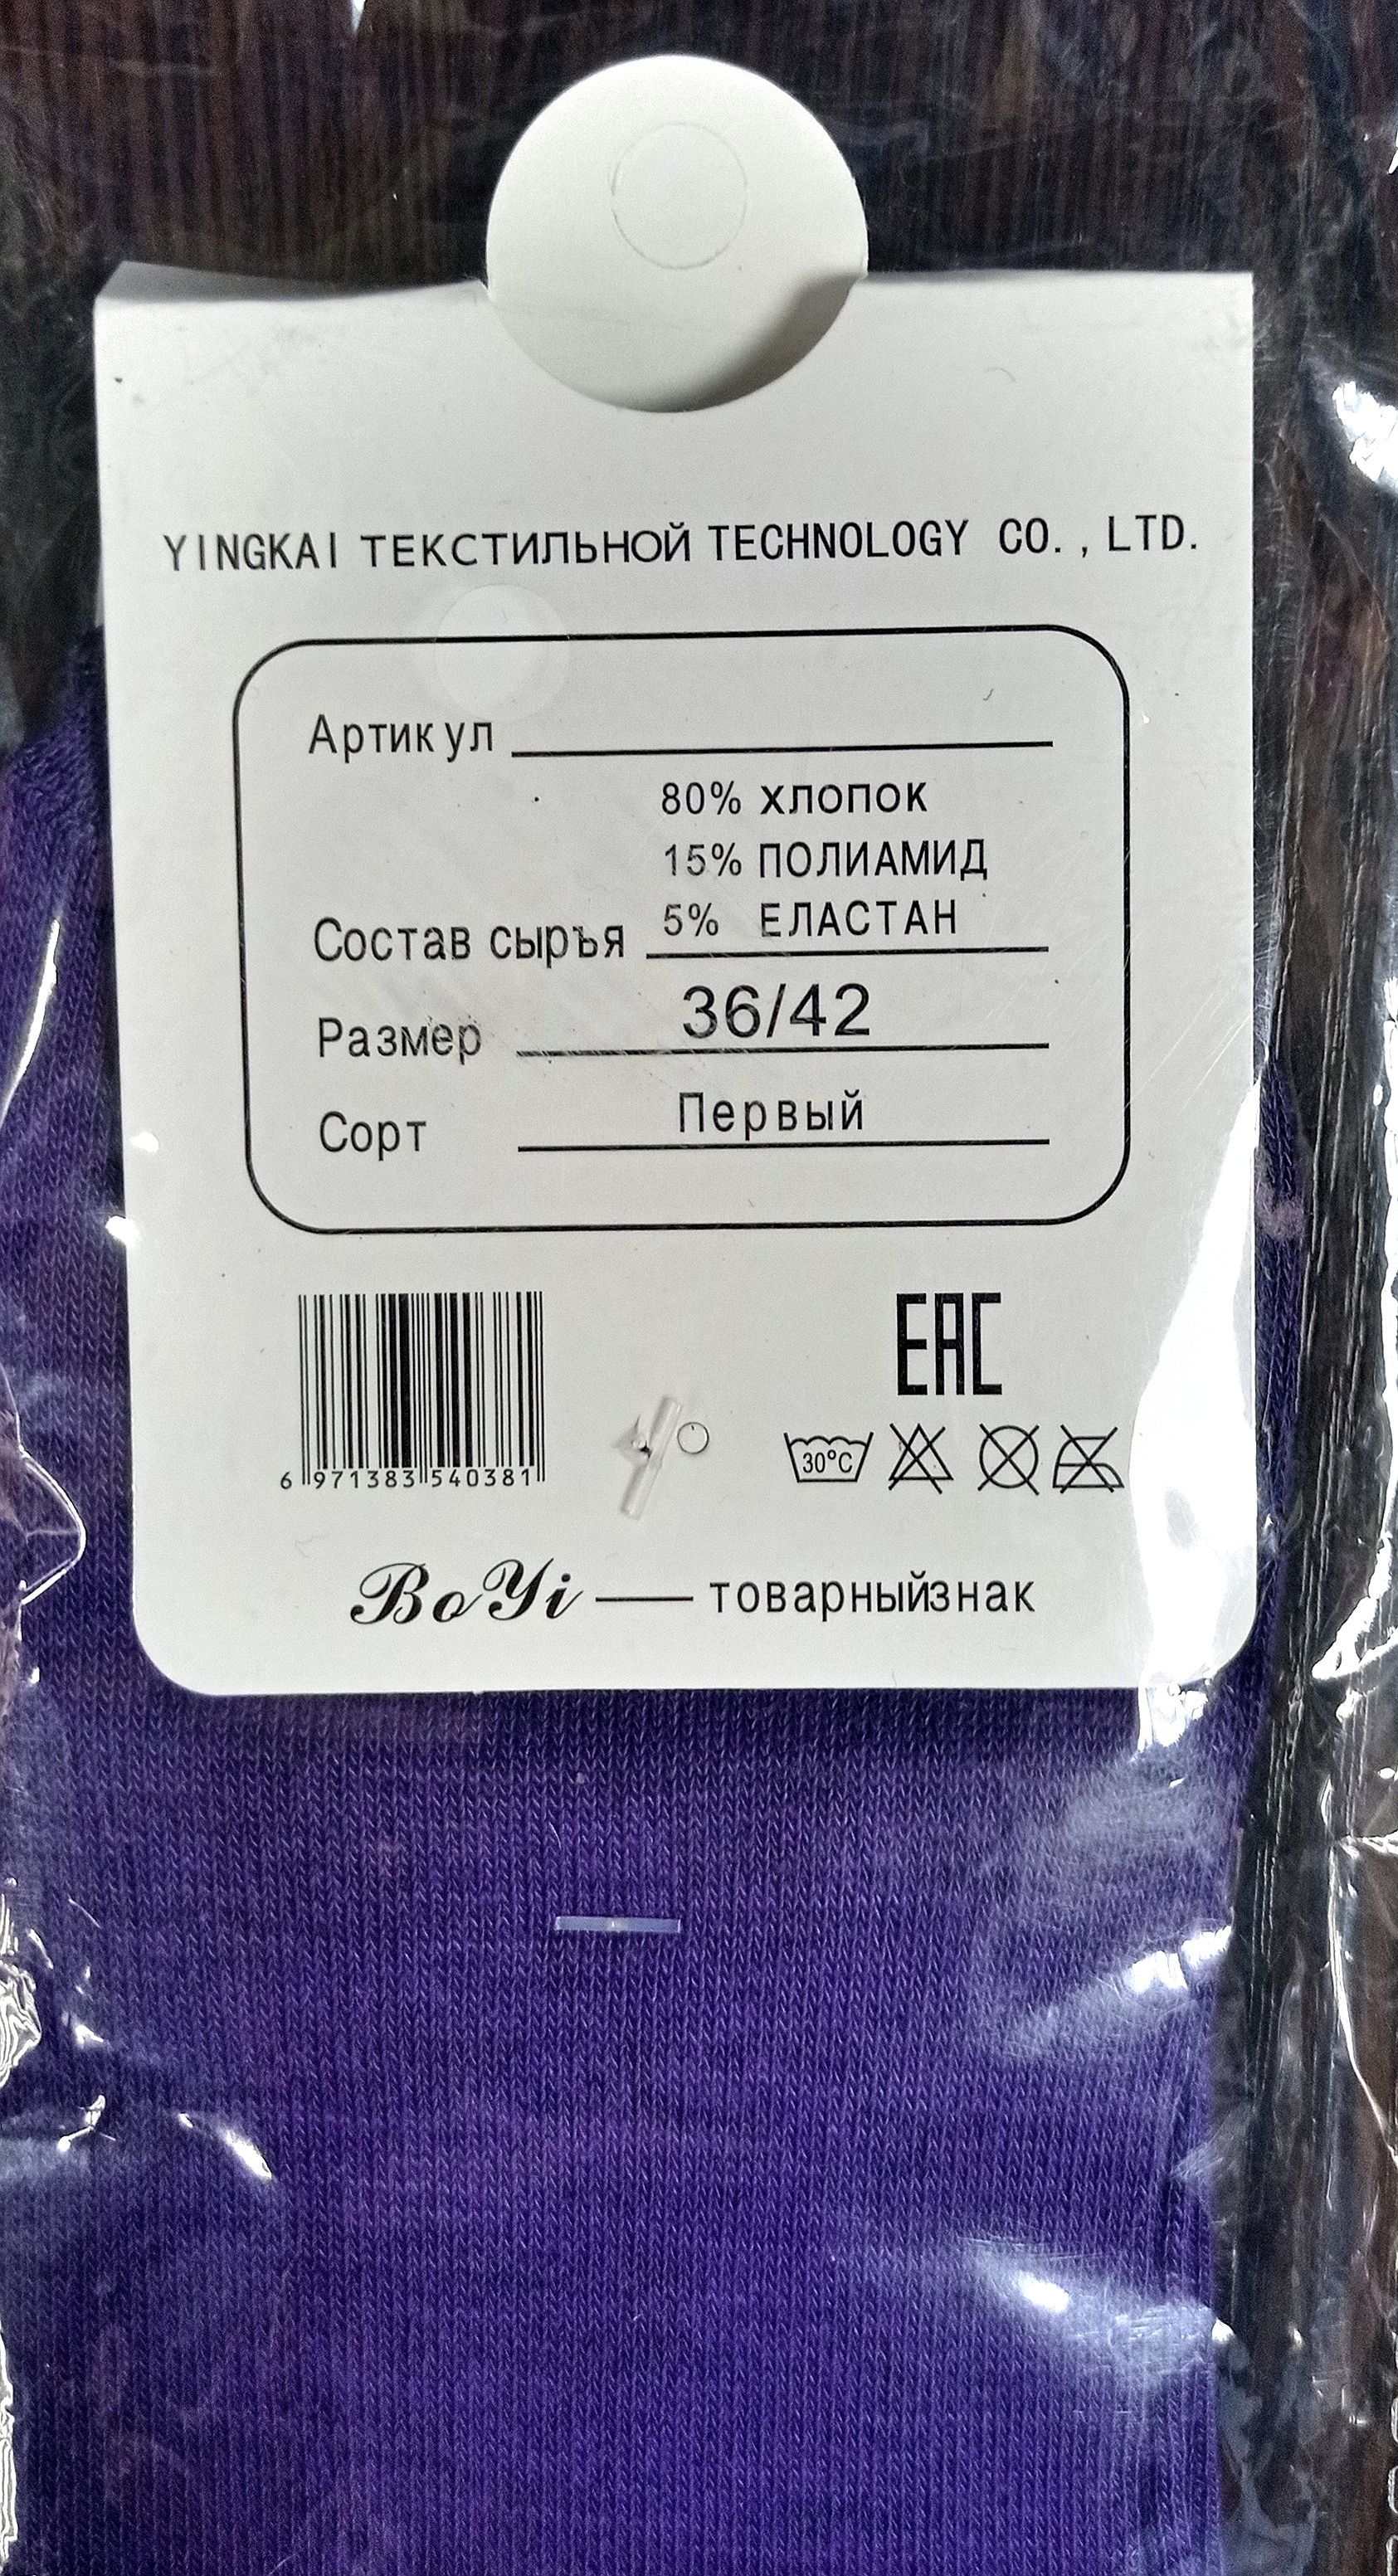 YINGKAI ТЕКСТИЛЬНОЙ TECHNOLOGY CO., LTD.
Артикул
80% ХЛОПОК
15% ПОЛИАМИД
Состав сыръя 5% ЕЛАСТАН
Размер 36/42
Сорт Первый
EAC
6 971383 540381
30°C
BoYi — товарныйзнак